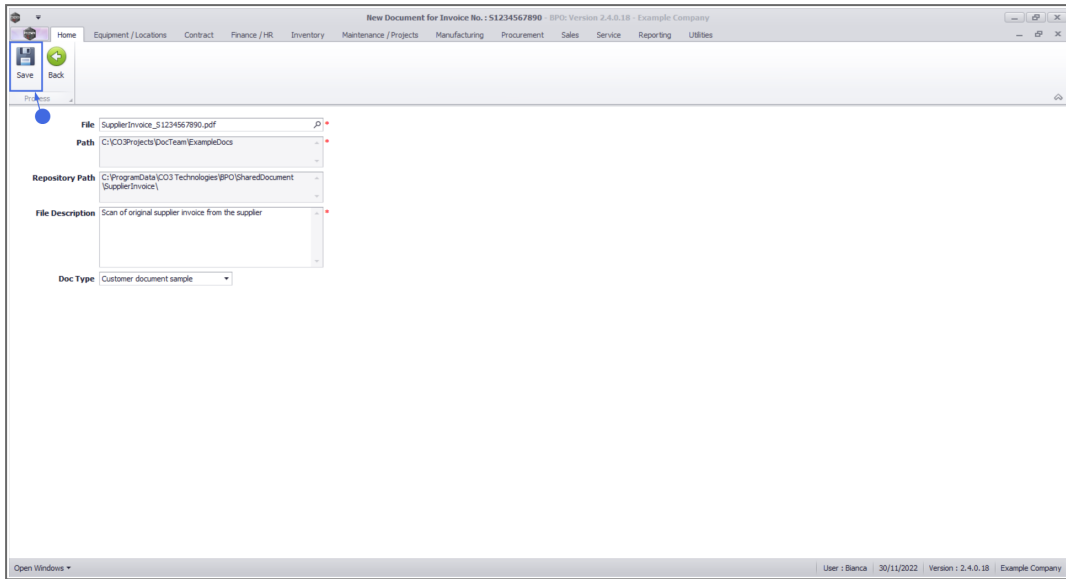 New Document for Invoice No. : S1234567890 - BPO: Version 2.4.0.18 - Example Company
Home Equipment / Locations Contract Finance / HR Inventory Maintenance / Projects Manufacturing Procurement Sales Service Reporting Utilities
Save Back
Process
File SupplierInvoice_S1234567890.pdf *
Path C:\CO3Projects\DocTeam\ExampleDocs *
Repository Path C:\ProgramData\CO3 Technologies\BPO\SharedDocument
\SupplierInvoice\
File Description Scan of original supplier invoice from the supplier *
Doc Type Customer document sample
Open Windows User : Bianca 30/11/2022 Version : 2.4.0.18 Example Company